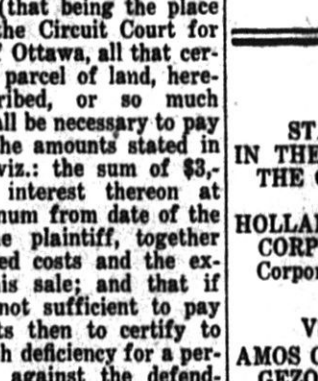 (that being the place
the Circuit Court for
Ottawa, all that cer-
parcel of land, here-
ribed, or so much
all be necessary to pay
he amounts stated in
viz.: the sum of $3,-
interest thereon at
num from date of the
e plaintiff, together
ed costs and the ex-
is sale; and that if
not sufficient to pay
ts then to certify to
h deficiency for a per-
against the defend-
ST
IN THE
THE
HOLLA
CORP
Corpor
V
AMOS
GEZO